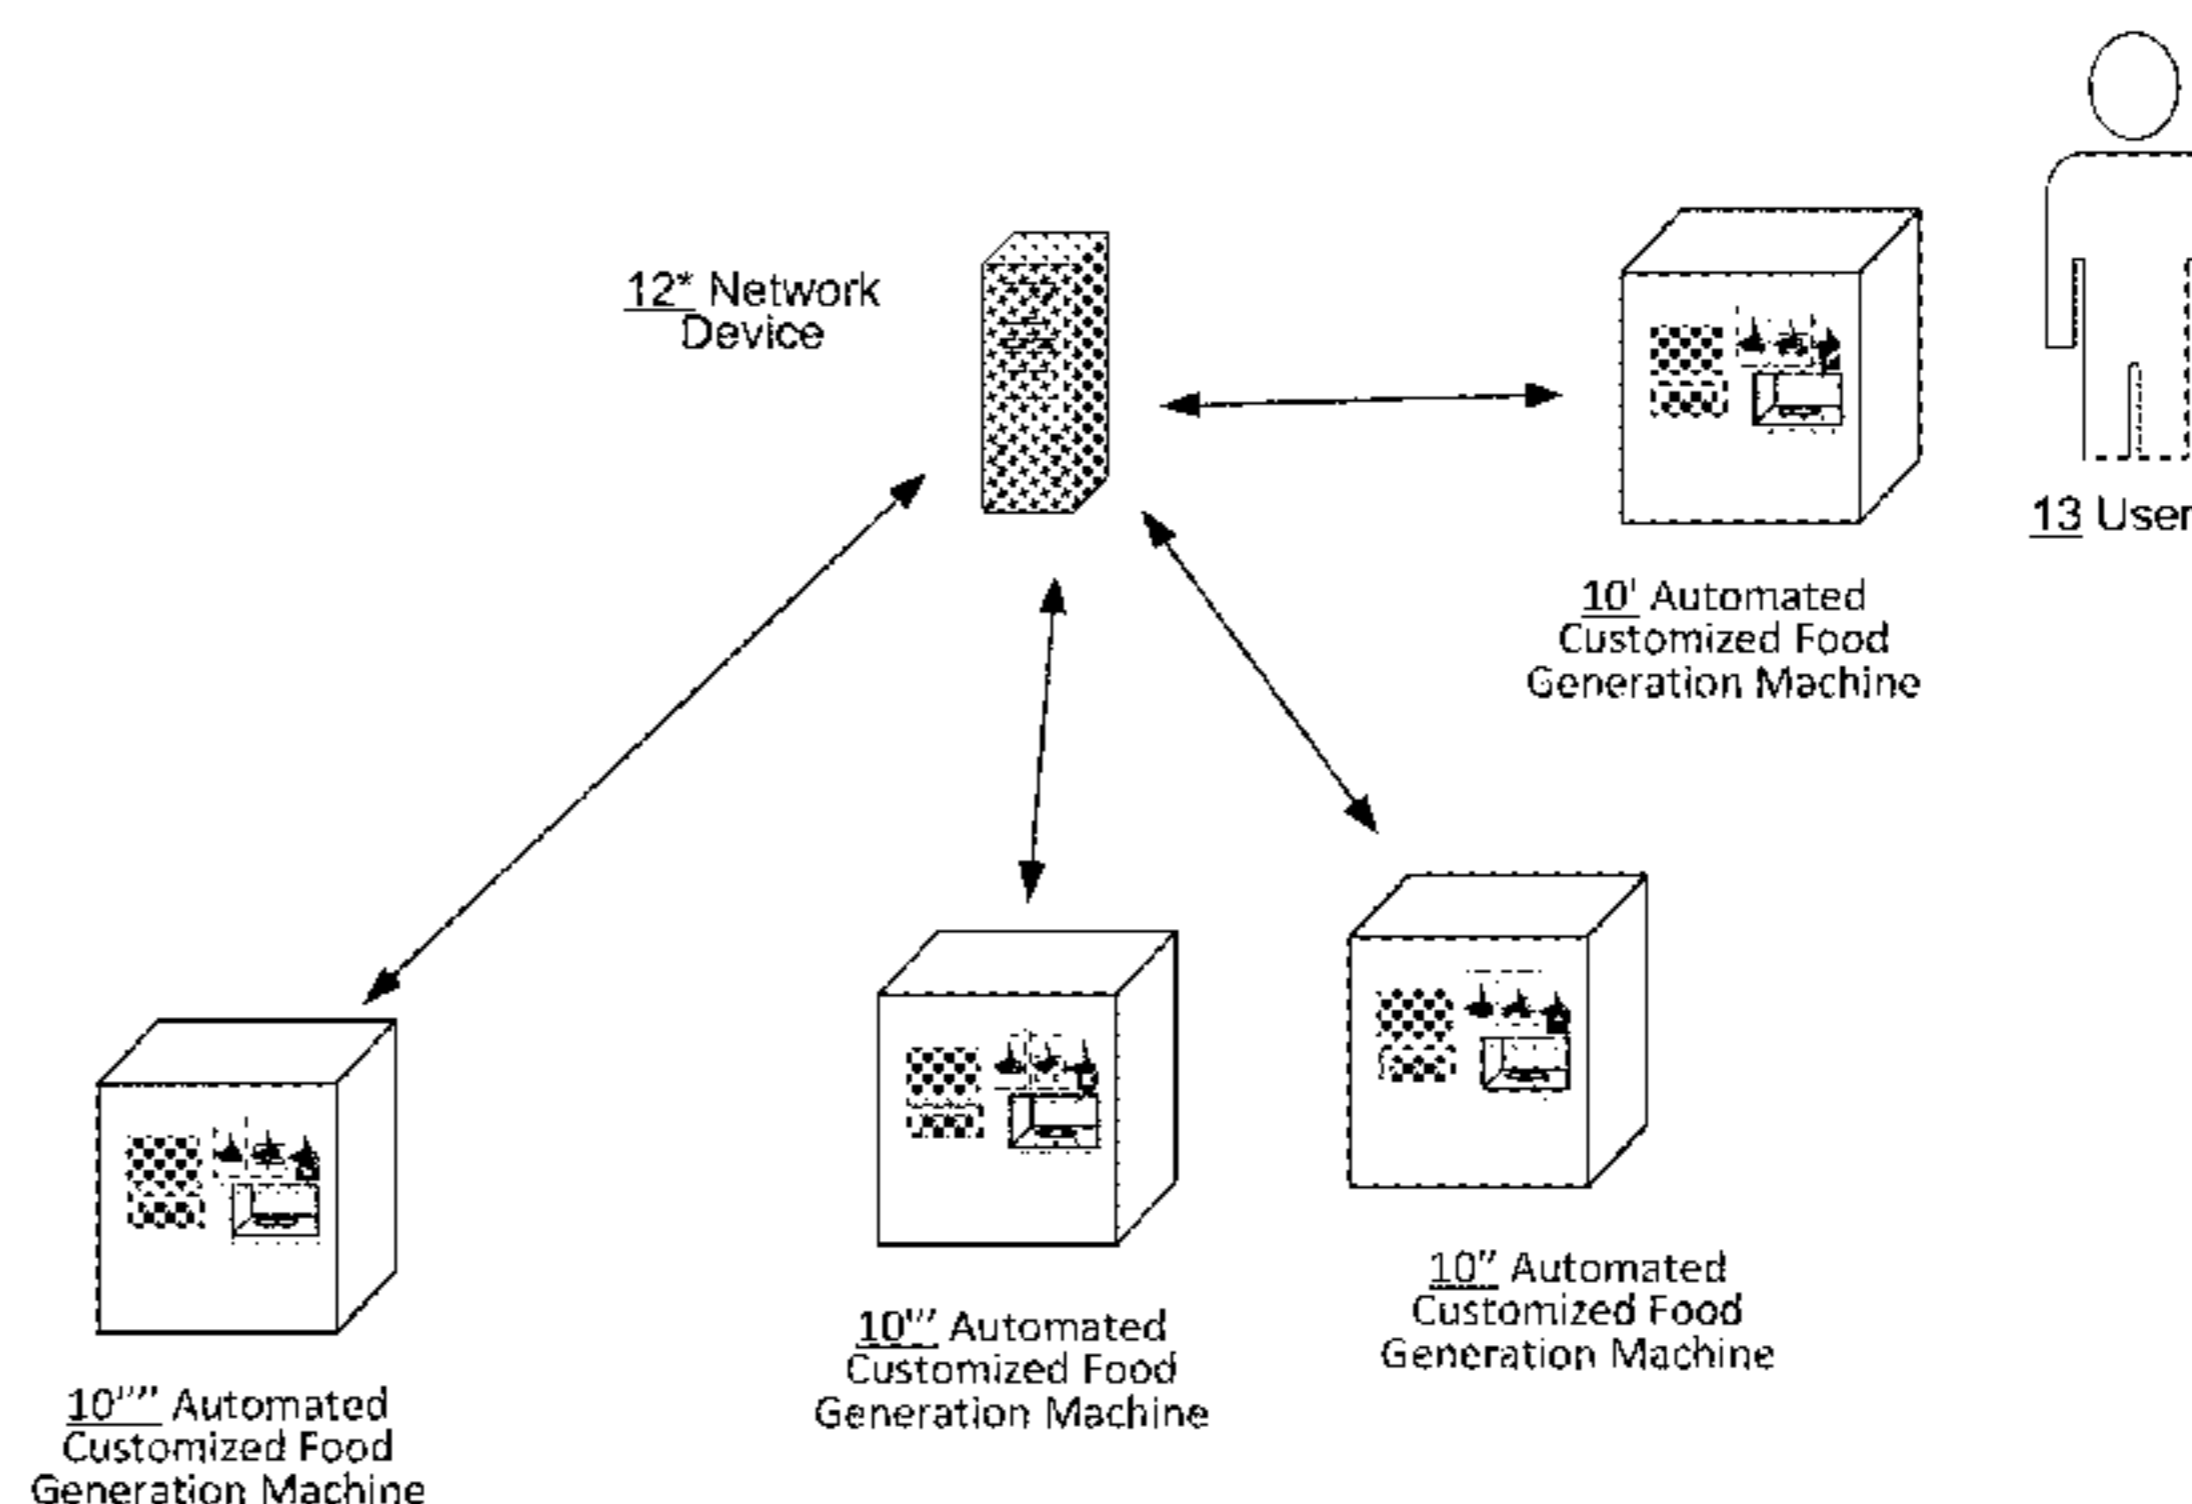 12* Network
Device
13 User
10' Automated
Customized Food
Generation Machine
10'' Automated
Customized Food
Generation Machine
10''' Automated
Customized Food
Generation Machine
10'''' Automated
Customized Food
Generation Machine